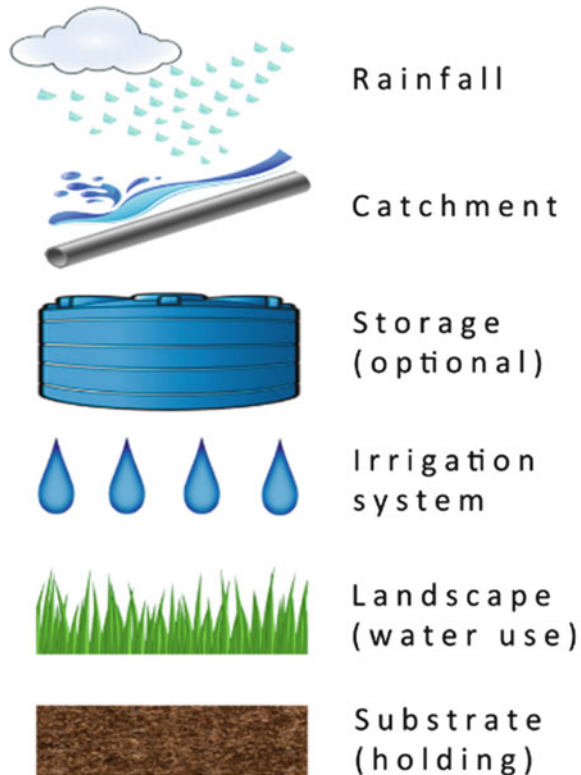 Rainfall
Catchment
Storage
(optional)
Irrigation
system
Landscape
(water use)
Substrate
(holding)